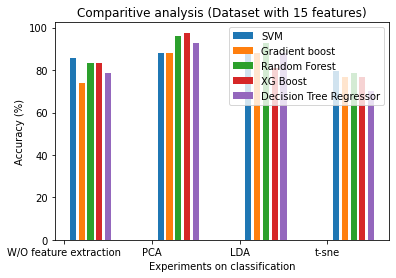 Comparitive analysis (Dataset with 15 features)
SVM
Gradient boost
Random Forest
XG Boost
Decision Tree Regressor
Accuracy (%)
100
80
60
40
20
0
W/O feature extraction PCA LDA t-sne
Experiments on classification